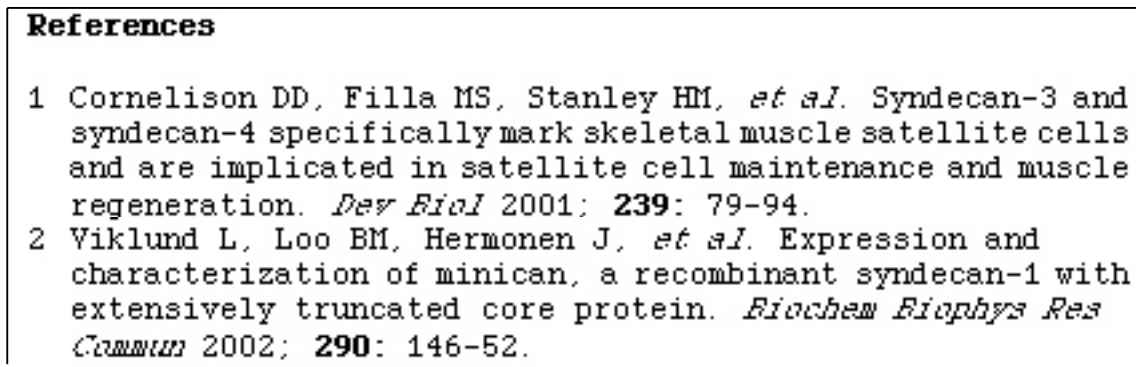 References
1 Cornelison DD, Filla MS, Stanley HM, et al. Syndecan-3 and
syndecan-4 specifically mark skeletal muscle satellite cells
and are implicated in satellite cell maintenance and muscle
regeneration. Dev Biol 2001; 239: 79-94.
2 Viklund L, Loo BM, Hermonen J, et al. Expression and
characterization of minican, a recombinant syndecan-1 with
extensively truncated core protein. Biochem Biophys Res
Commun 2002; 290: 146-52.